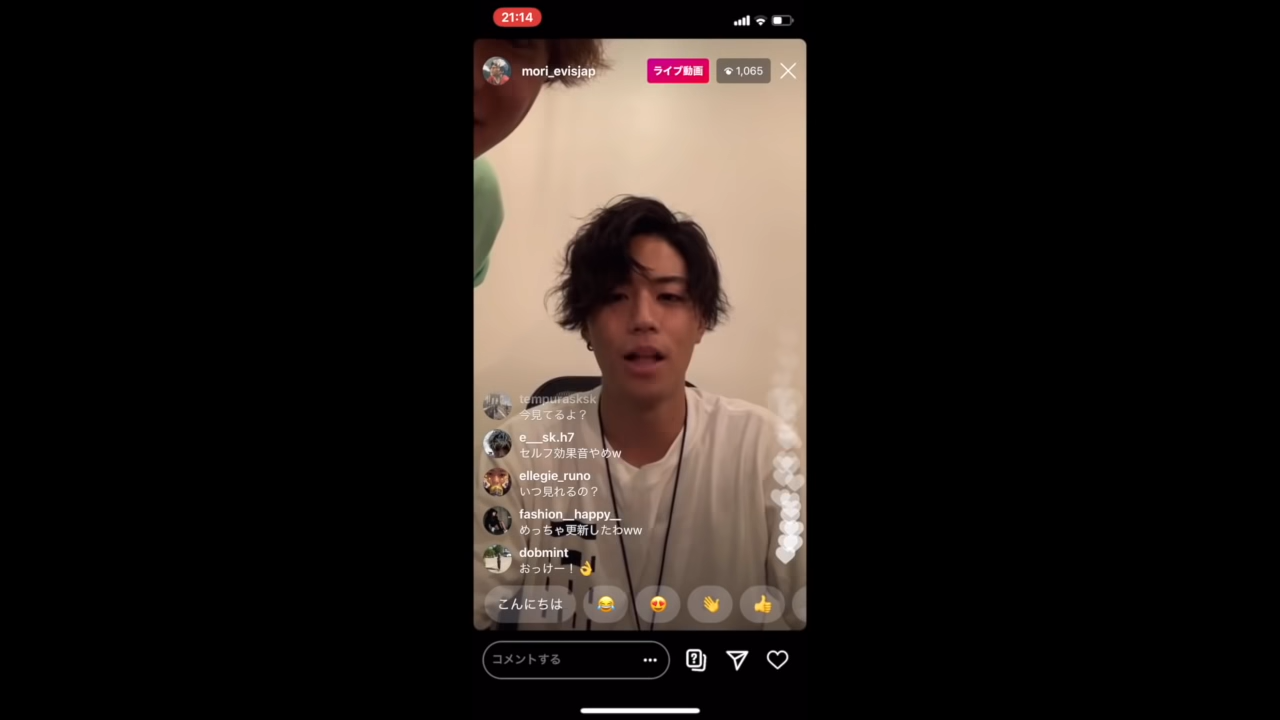 21:14
mori_evisjap
ライブ動画
1,065
tempurasksk
今見てるよ?
e___sk.h7
セルフ効果音やめw
ellegie_runo
いつ見れるの?
fashion__happy__
めっちゃ更新したわww
dobmint
おっけー!👌
こんにちは
コメントする